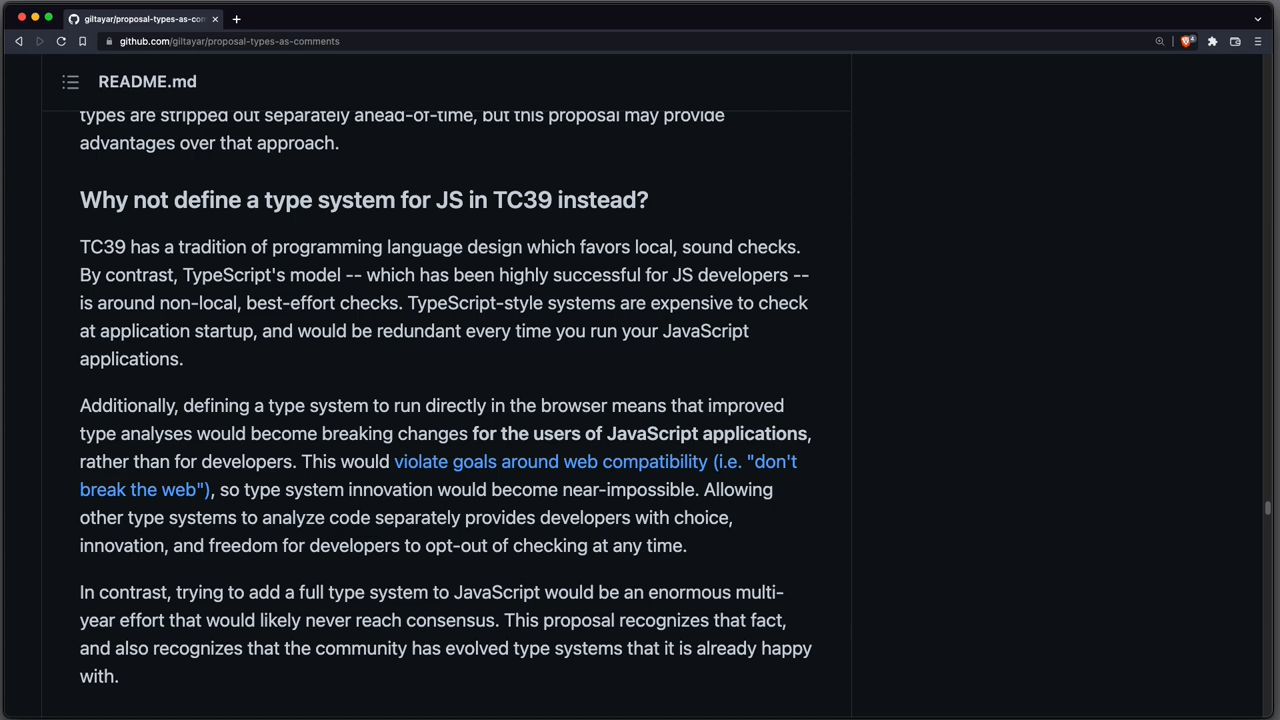 giltayar/proposal-types-as-com
github.com/giltayar/proposal-types-as-comments
4
README.md
types are stripped out separately ahead-of-time, but this proposal may provide
advantages over that approach.
Why not define a type system for JS in TC39 instead?
TC39 has a tradition of programming language design which favors local, sound checks.
By contrast, TypeScript's model -- which has been highly successful for JS developers --
is around non-local, best-effort checks. TypeScript-style systems are expensive to check
at application startup, and would be redundant every time you run your JavaScript
applications.
Additionally, defining a type system to run directly in the browser means that improved
type analyses would become breaking changes for the users of JavaScript applications,
rather than for developers. This would violate goals around web compatibility (i.e. "don't
break the web"), so type system innovation would become near-impossible. Allowing
other type systems to analyze code separately provides developers with choice,
innovation, and freedom for developers to opt-out of checking at any time.
In contrast, trying to add a full type system to JavaScript would be an enormous multi-
year effort that would likely never reach consensus. This proposal recognizes that fact,
and also recognizes that the community has evolved type systems that it is already happy
with.